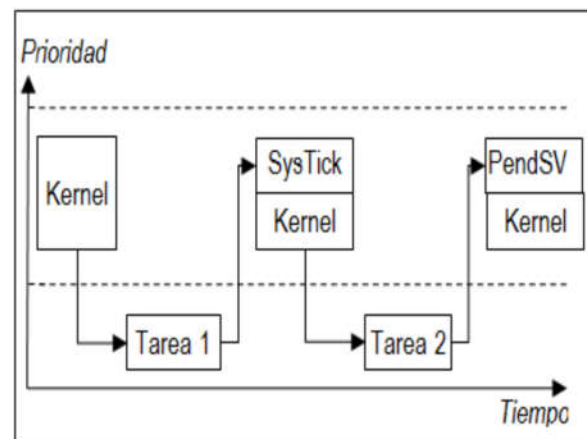 Prioridad
Kernel
SysTick
Kernel
PendSV
Kernel
Tarea 1
Tarea 2
Tiempo